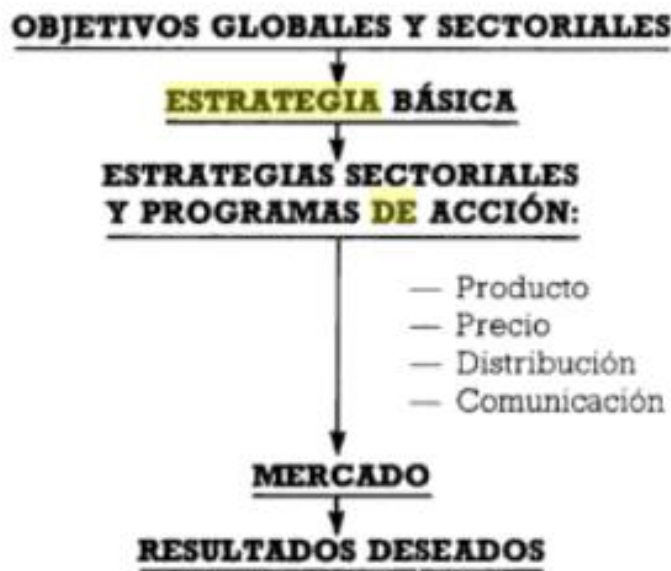 OBJETIVOS GLOBALES Y SECTORIALES
ESTRATEGIA BÁSICA
ESTRATEGIAS SECTORIALES
Y PROGRAMAS DE ACCIÓN:
— Producto
— Precio
— Distribución
— Comunicación
MERCADO
RESULTADOS DESEADOS